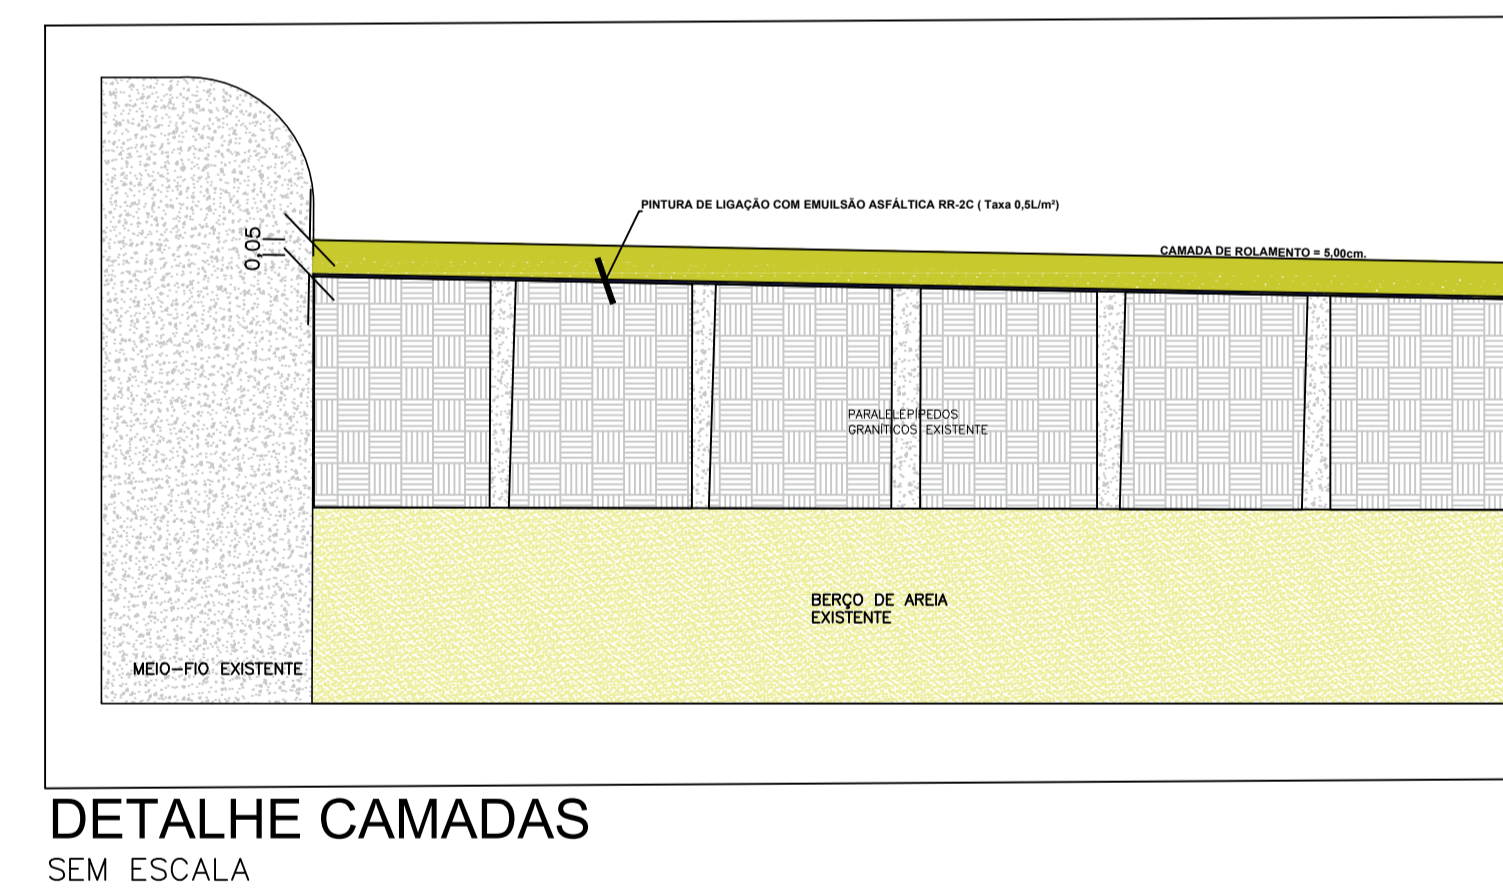 PINTURA DE LIGAÇÃO COM EMUILSÃO ASFÁLTICA RR-2C ( Taxa 0,5L/m²)
0,05
CAMADA DE ROLAMENTO = 5,00cm.
PARALELEPÍPEDOS
GRANÍTICOS EXISTENTE
BERÇO DE AREIA
EXISTENTE
MEIO-FIO EXISTENTE
DETALHE CAMADAS
SEM ESCALA